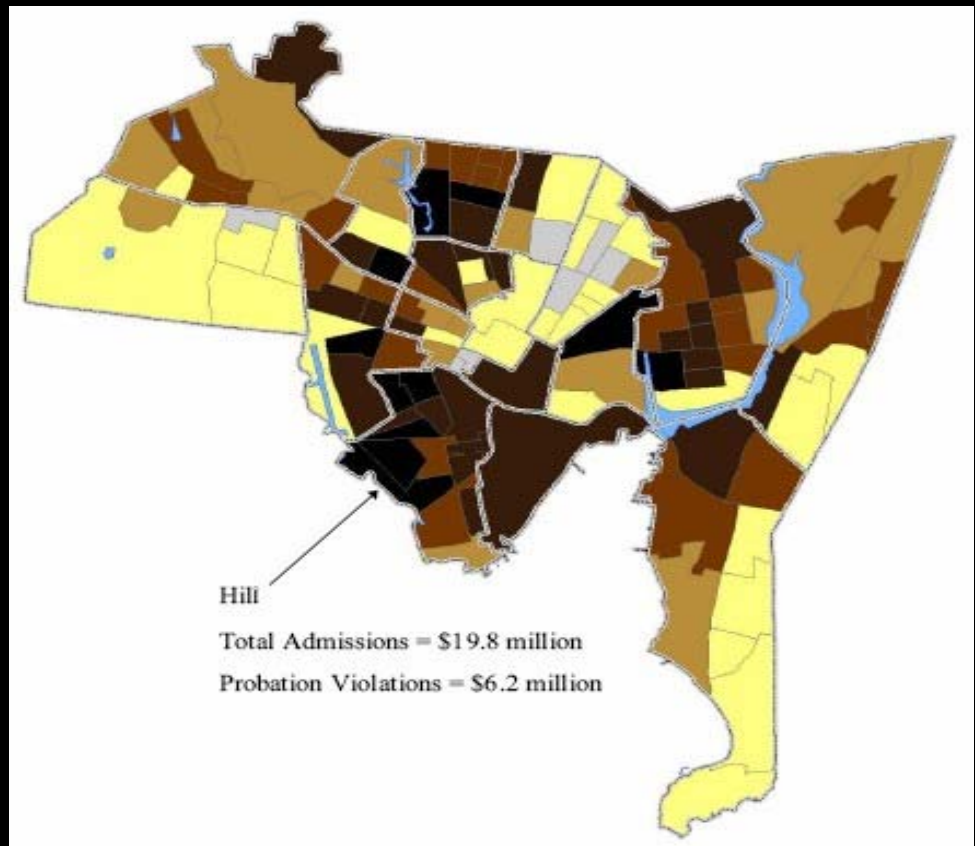 Hill
Total Admissions = $19.8 million
Probation Violations = $6.2 million